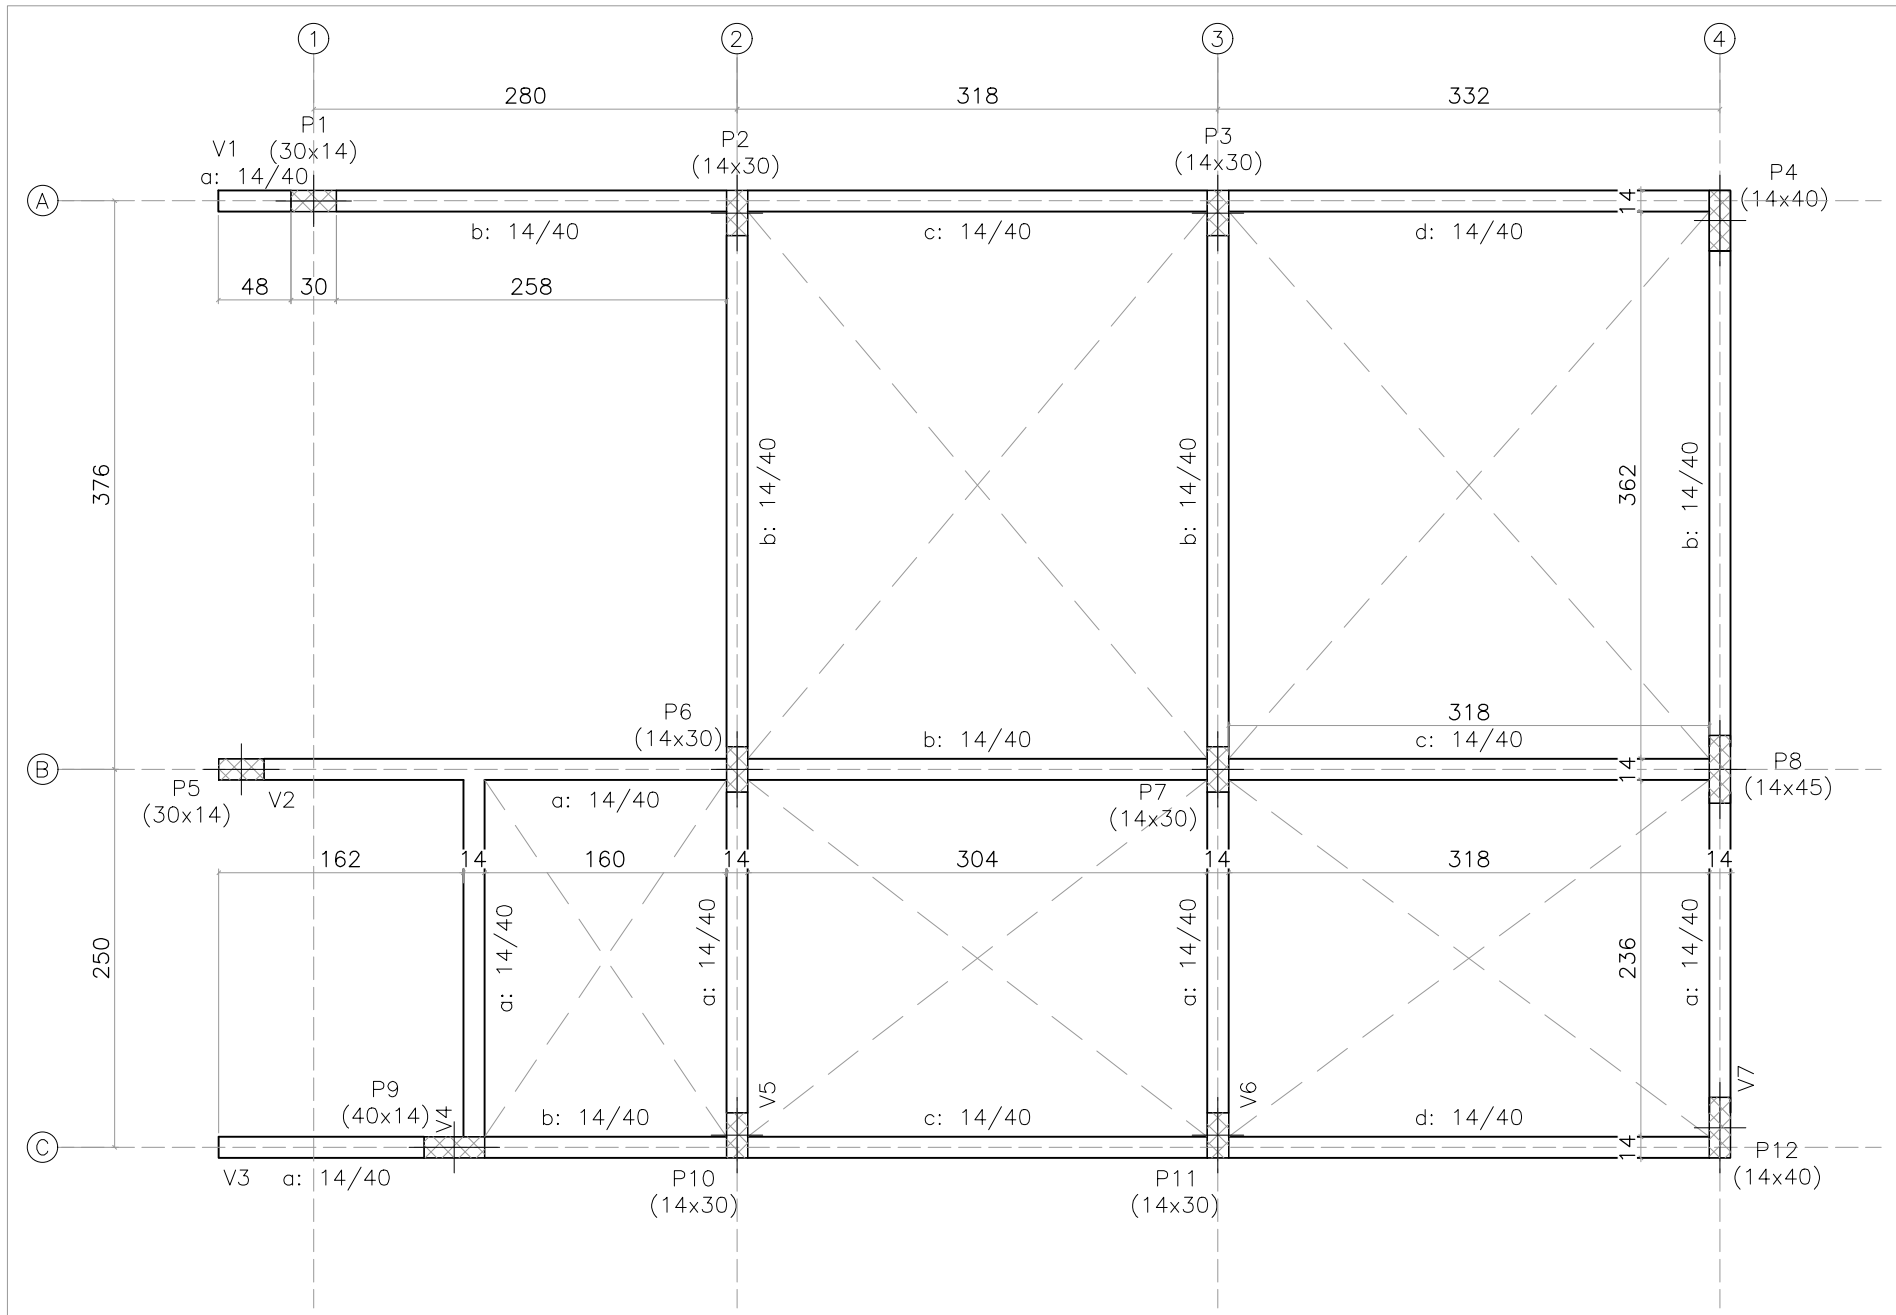 1
2
3
4
280
318
332
P1
(30x14)
V1
a: 14/40
P2
(14x30)
P3
(14x30)
P4
(14x40)
A
14
b: 14/40
c: 14/40
d: 14/40
48
30
258
376
b: 14/40
b: 14/40
362
b: 14/40
P6
(14x30)
318
b: 14/40
c: 14/40
B
14
P8
(14x45)
P5
(30x14)
V2
a: 14/40
P7
(14x30)
162
14
160
14
304
14
318
14
250
a: 14/40
a: 14/40
a: 14/40
236
a: 14/40
P9
(40x14)
V4
b: 14/40
V5
c: 14/40
V6
d: 14/40
V7
C
14
V3
a: 14/40
P10
(14x30)
P11
(14x30)
P12
(14x40)